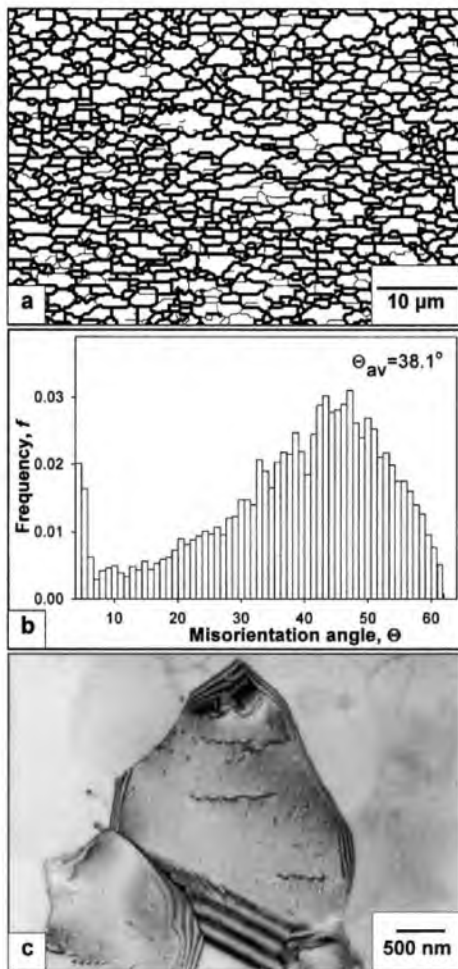 a
10 µm
Θav=38.1°
Frequency, f
0.03
0.02
0.01
0.00
10 20 30 40 50 60
Misorientation angle, Θ
b
c
500 nm